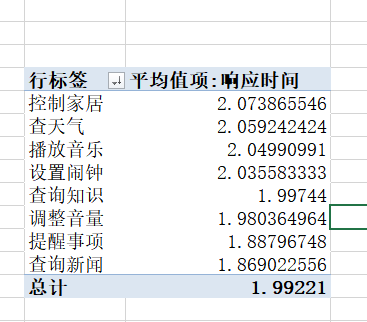 行标签 平均值项:响应时间
控制家居 2.073865546
查天气 2.059242424
播放音乐 2.04990991
设置闹钟 2.035583333
查询知识 1.99744
调整音量 1.980364964
提醒事项 1.88796748
查询新闻 1.869022556
总计 1.99221